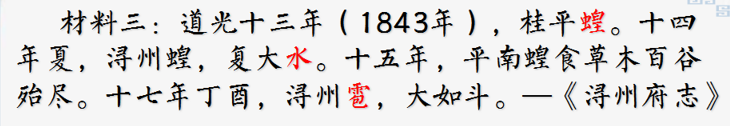 材料三：道光十三年（1843年），桂平蝗。十四
年夏，浔州蝗，复大水。十五年，平南蝗食草木百谷
殆尽。十七年丁酉，浔州雹，大如斗。—《浔州府志》